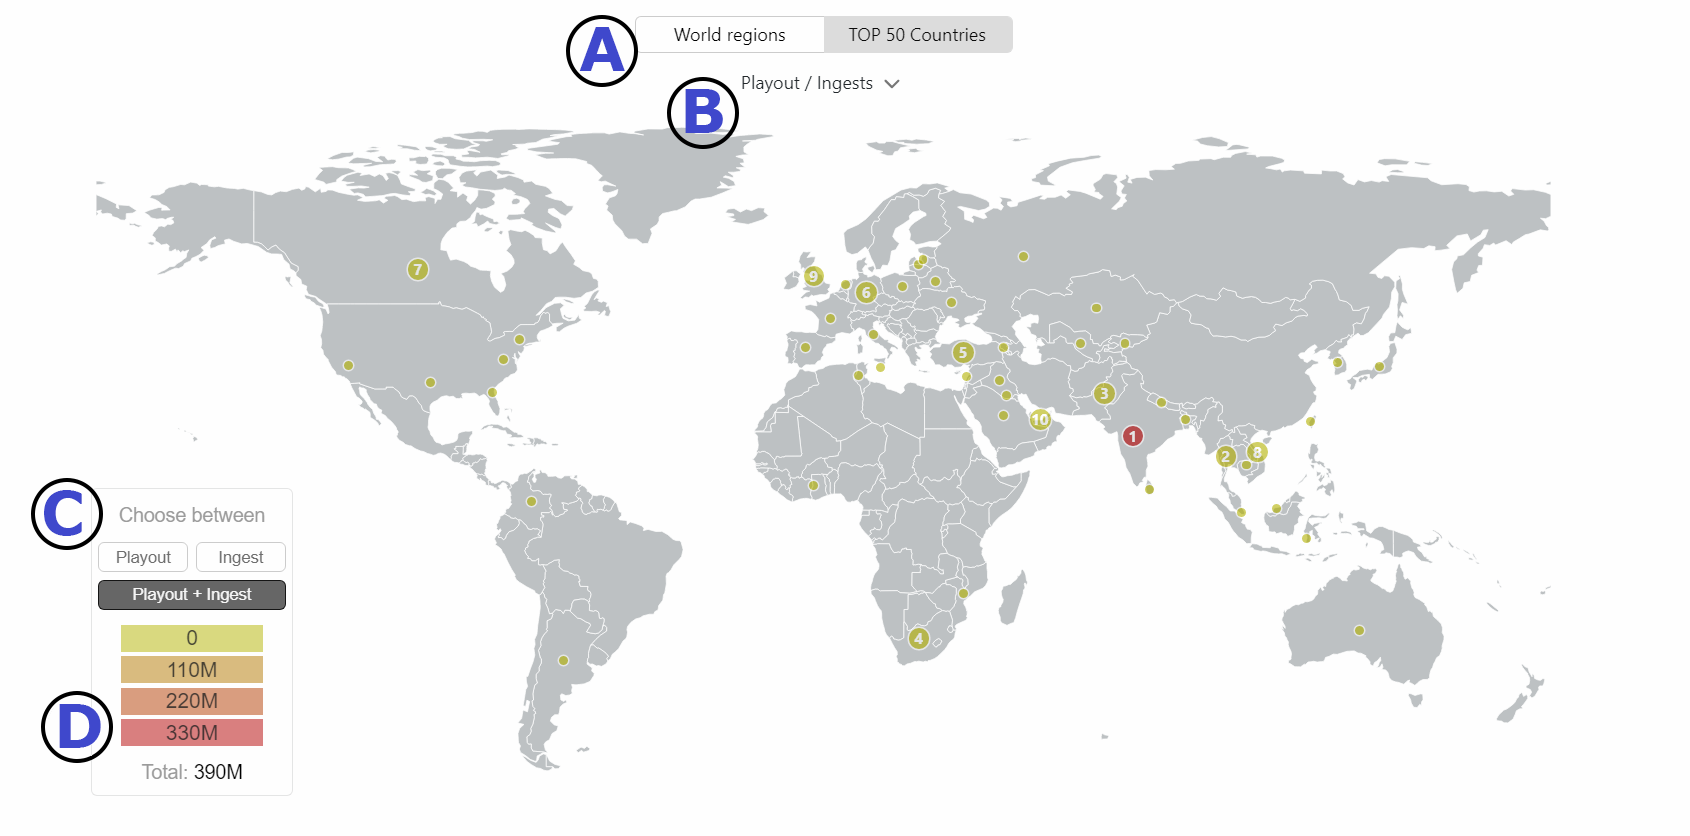 A
World regions
TOP 50 Countries
Playout / Ingests
B
7
9
6
5
3
10
1
2
8
4
C
Choose between
Playout
Ingest
Playout + Ingest
0
110M
220M
330M
D
Total: 390M